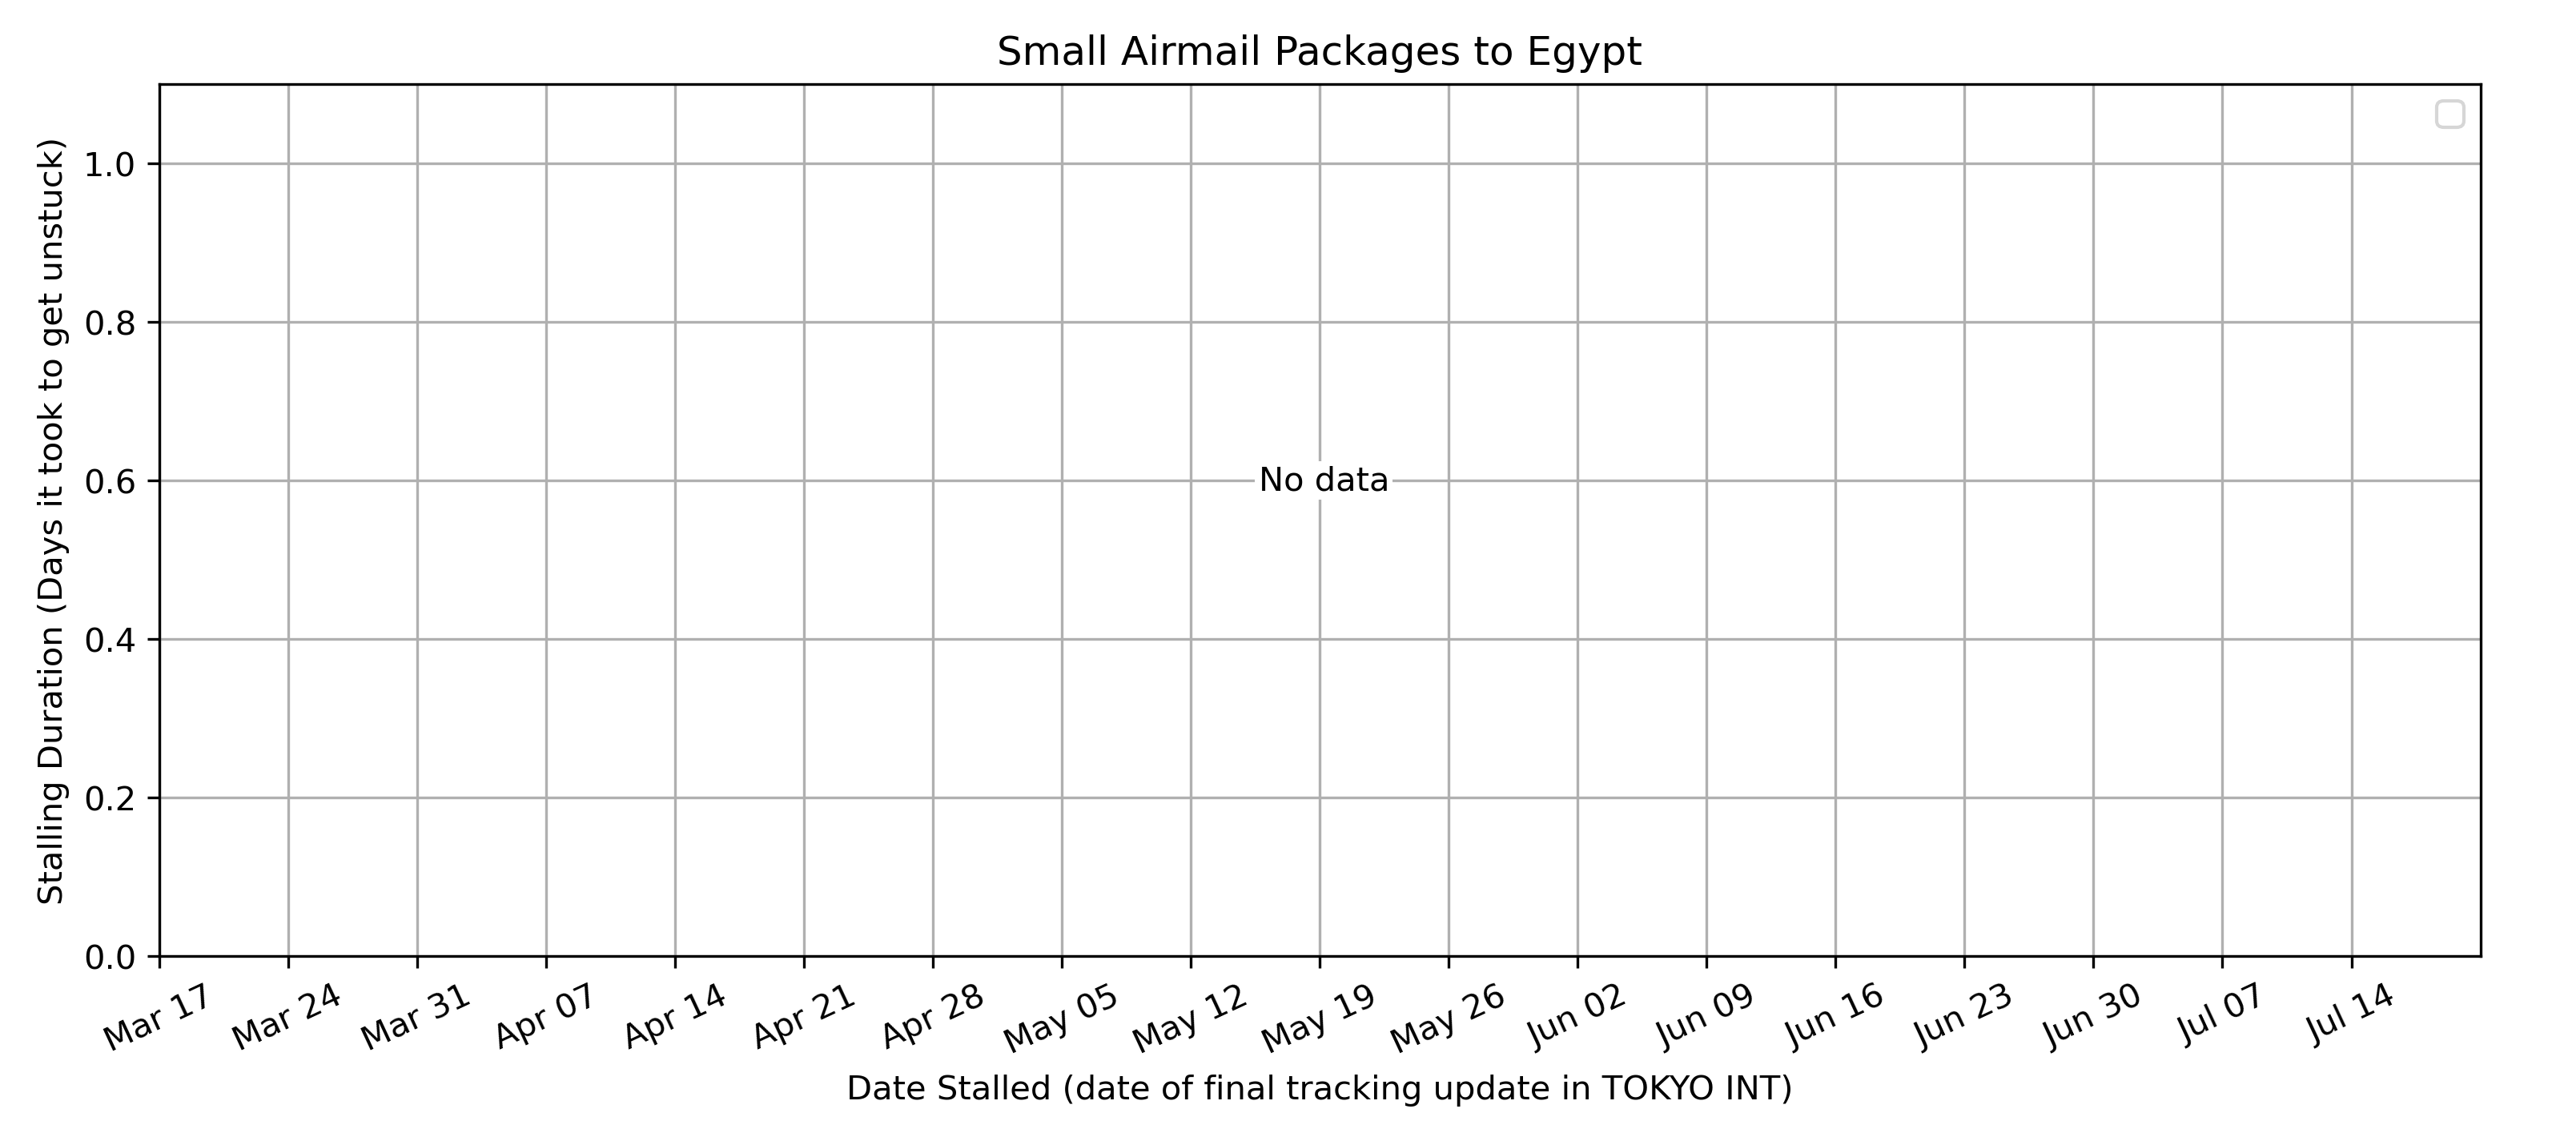 Small Airmail Packages to Egypt
Stalling Duration (Days it took to get unstuck)
1.0
0.8
0.6
0.4
0.2
0.0
No data
Mar 17
Mar 24
Mar 31
Apr 07
Apr 14
Apr 21
Apr 28
May 05
May 12
May 19
May 26
Jun 02
Jun 09
Jun 16
Jun 23
Jun 30
Jul 07
Jul 14
Date Stalled (date of final tracking update in TOKYO INT)